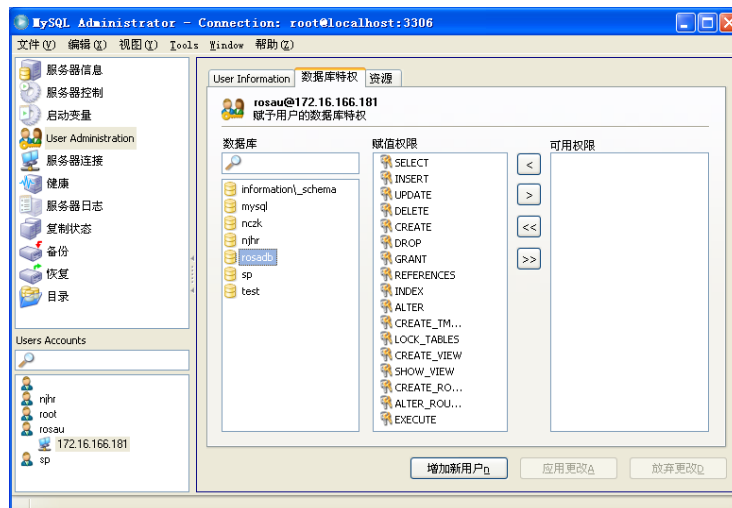 MySQL Administrator - Connection: root@localhost:3306
文件(V) 编辑(X) 视图(Y) Tools Window 帮助(Z)
服务器信息
服务器控制
启动变量
User Administration
服务器连接
健康
服务器日志
复制状态
备份
恢复
目录
Users Accounts
njhr
root
rosau
172.16.166.181
sp
User Information 数据库特权 资源
rosau@172.16.166.181
赋予用户的数据库特权
数据库
information\_schema
mysql
nczk
njhr
rosadb
sp
test
赋值权限
SELECT
INSERT
UPDATE
DELETE
CREATE
DROP
GRANT
REFERENCES
INDEX
ALTER
CREATE_TM...
LOCK_TABLES
CREATE_VIEW
SHOW_VIEW
CREATE_RO...
ALTER_ROU...
EXECUTE
<
>
<<
>>
可用权限
增加新用户n 应用更改A 放弃更改D